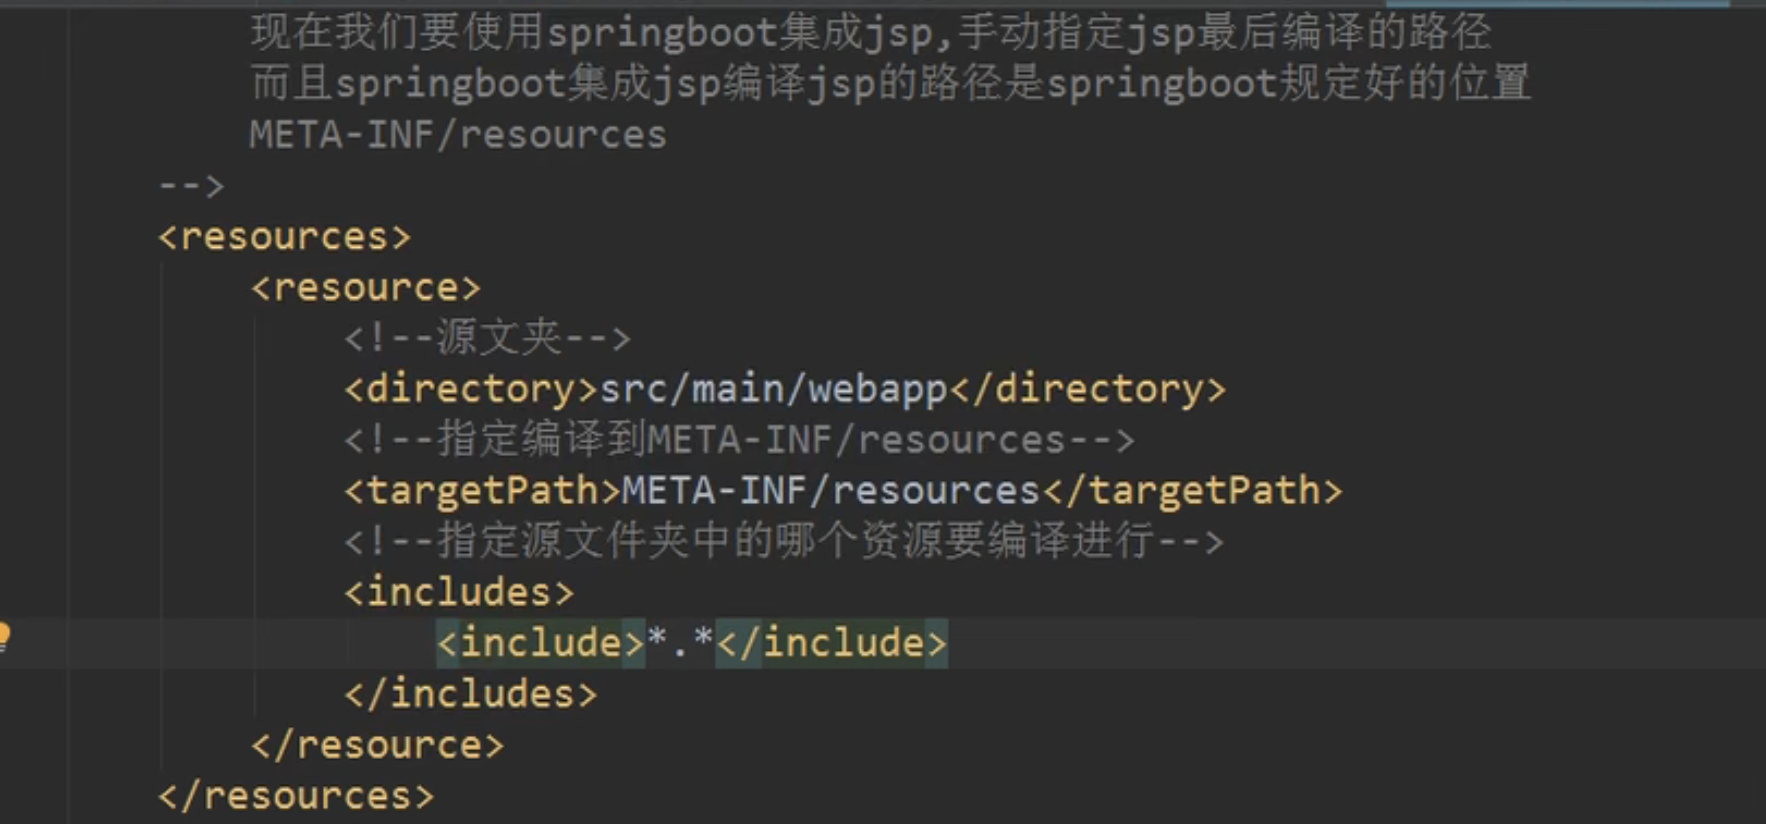 现在我们要使用springboot集成jsp,手动指定jsp最后编译的路径
而且springboot集成jsp编译jsp的路径是springboot规定好的位置
META-INF/resources
-->
<resources>
<resource>
<!--源文夹-->
<directory>src/main/webapp</directory>
<!--指定编译到META-INF/resources-->
<targetPath>META-INF/resources</targetPath>
<!--指定源文件夹中的哪个资源要编译进行-->
<includes>
<include>*.*</include>
</includes>
</resource>
</resources>